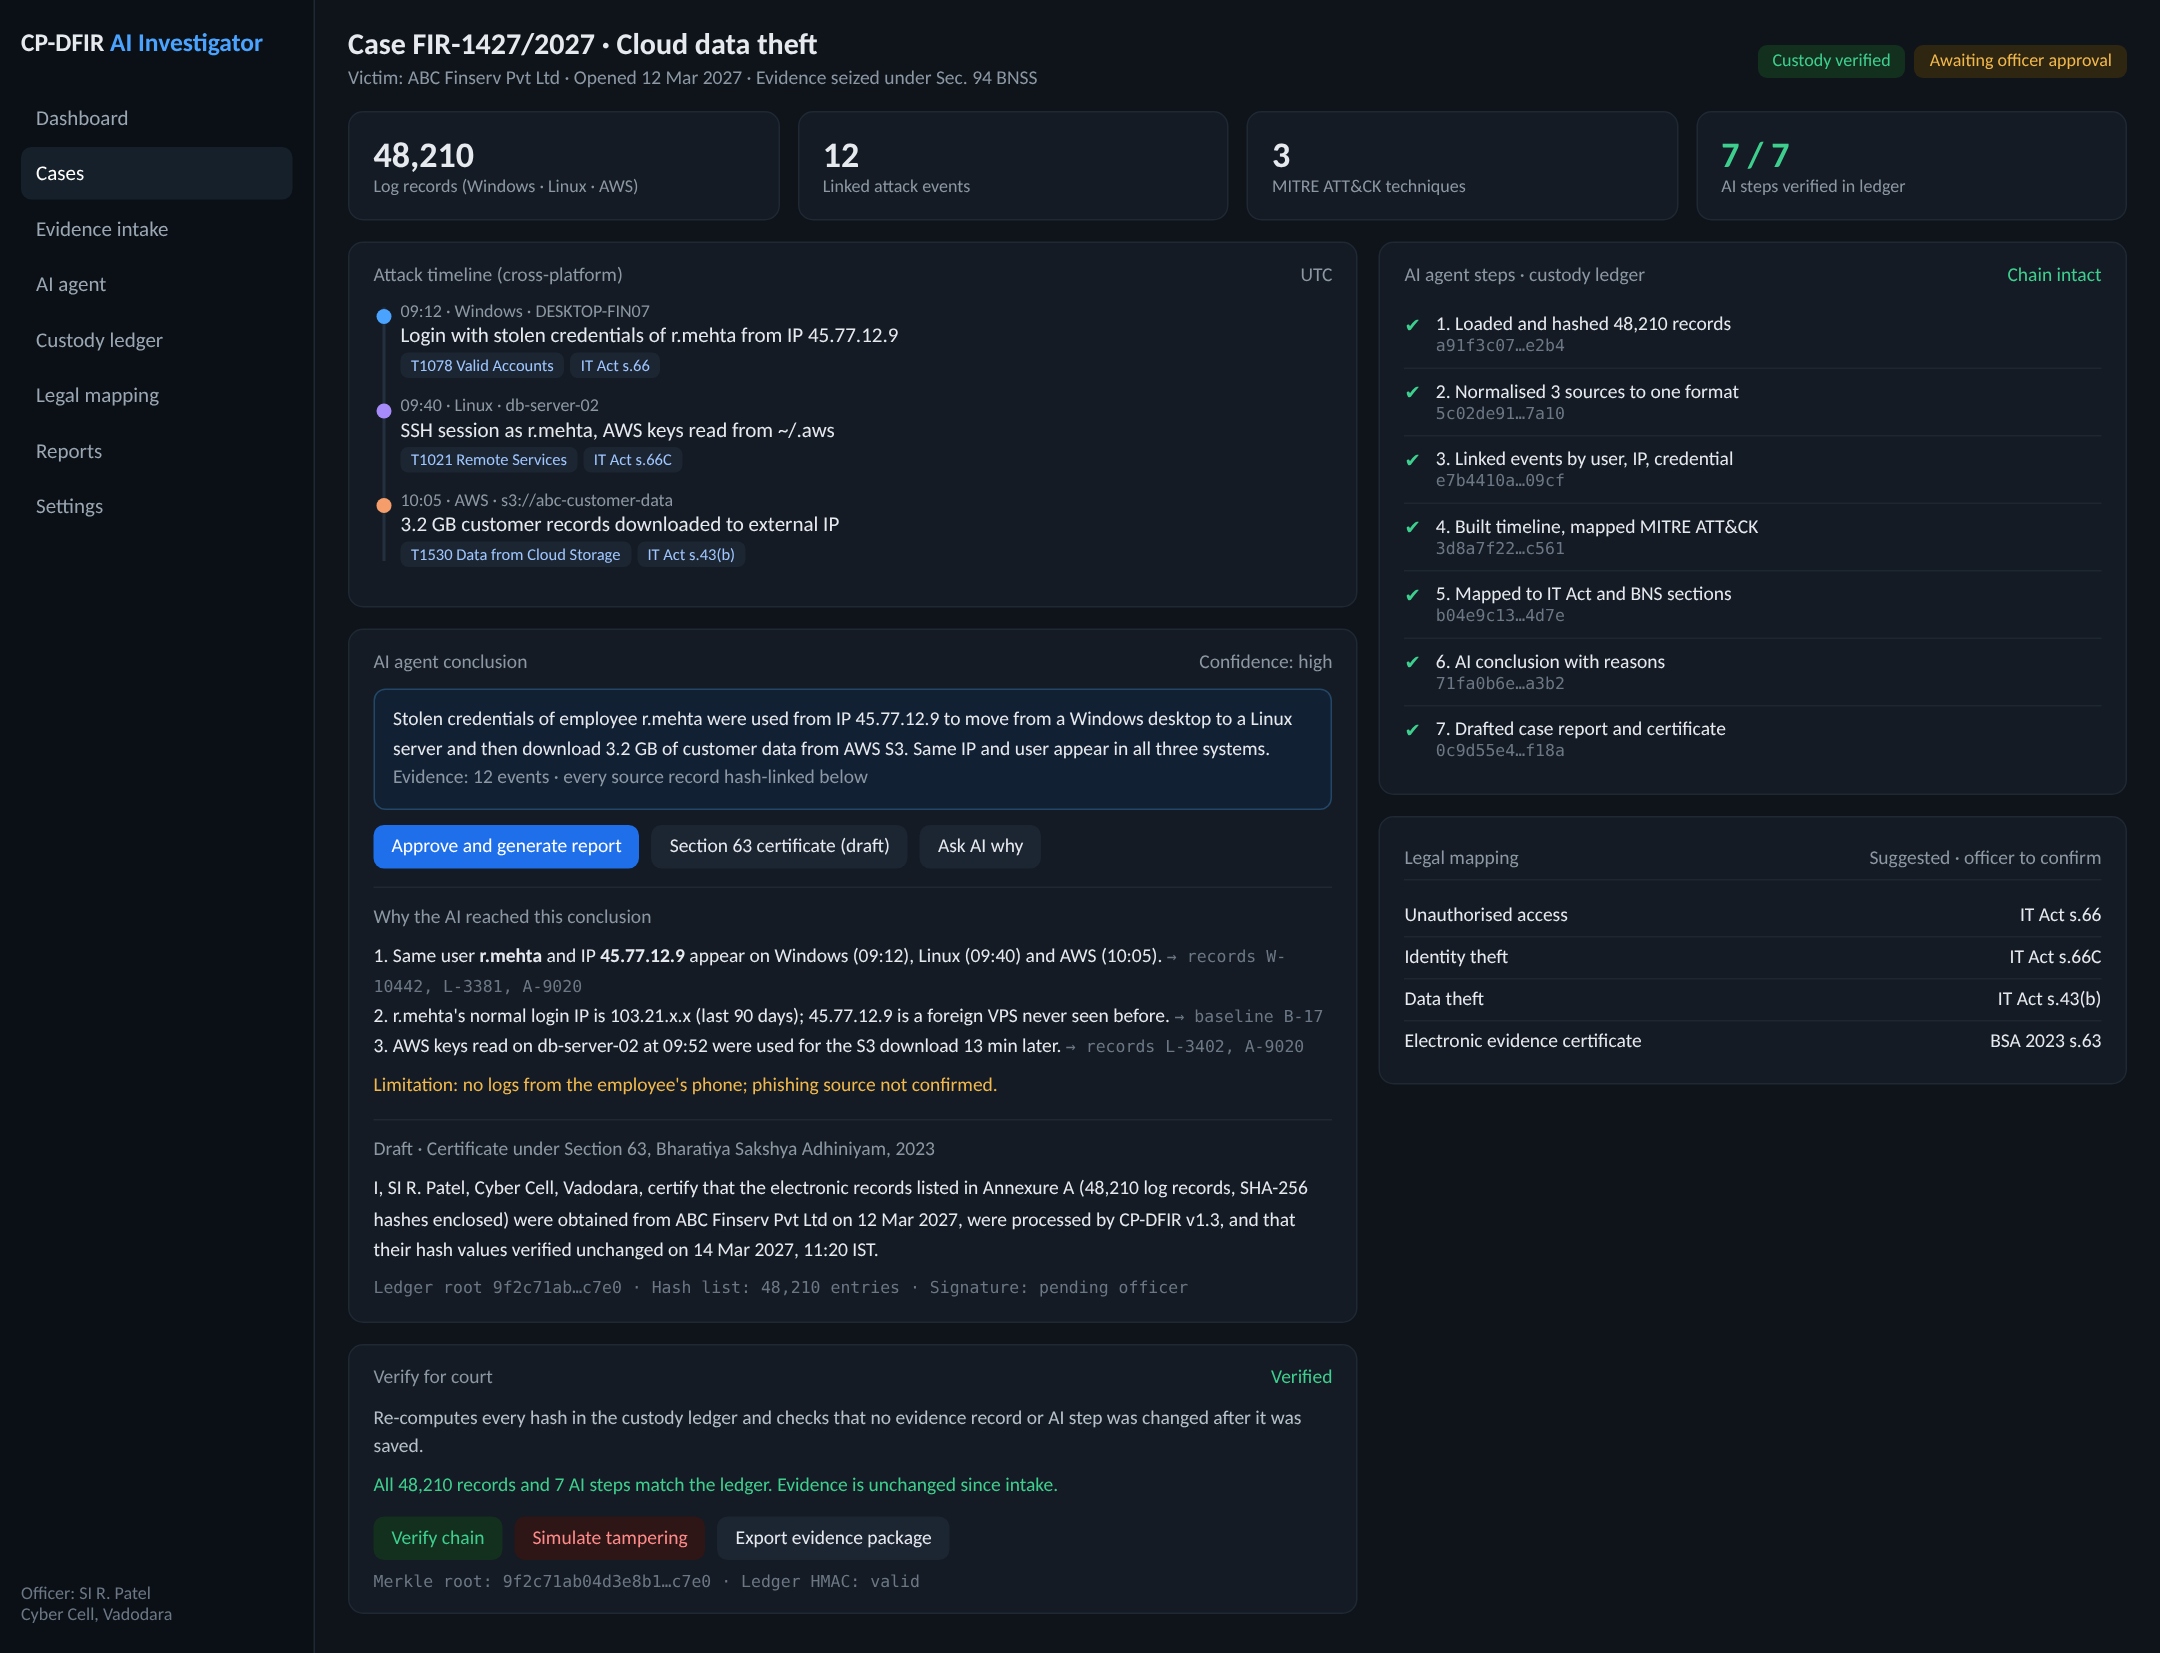 CP-DFIR AI Investigator
Dashboard
Cases
Evidence intake
AI agent
Custody ledger
Legal mapping
Reports
Settings
Officer: SI R. Patel
Cyber Cell, Vadodara
Case FIR-1427/2027 · Cloud data theft
Victim: ABC Finserv Pvt Ltd · Opened 12 Mar 2027 · Evidence seized under Sec. 94 BNSS
Custody verified
Awaiting officer approval
48,210
Log records (Windows · Linux · AWS)
12
Linked attack events
3
MITRE ATT&CK techniques
7 / 7
AI steps verified in ledger
Attack timeline (cross-platform)
UTC
09:12 · Windows · DESKTOP-FIN07
Login with stolen credentials of r.mehta from IP 45.77.12.9
T1078 Valid Accounts
IT Act s.66
09:40 · Linux · db-server-02
SSH session as r.mehta, AWS keys read from ~/.aws
T1021 Remote Services
IT Act s.66C
10:05 · AWS · s3://abc-customer-data
3.2 GB customer records downloaded to external IP
T1530 Data from Cloud Storage
IT Act s.43(b)
AI agent conclusion
Confidence: high
Stolen credentials of employee r.mehta were used from IP 45.77.12.9 to move from a Windows desktop to a Linux
server and then download 3.2 GB of customer data from AWS S3. Same IP and user appear in all three systems.
Evidence: 12 events · every source record hash-linked below
Approve and generate report
Section 63 certificate (draft)
Ask AI why
Why the AI reached this conclusion
1. Same user r.mehta and IP 45.77.12.9 appear on Windows (09:12), Linux (09:40) and AWS (10:05). → records W-
10442, L-3381, A-9020
2. r.mehta's normal login IP is 103.21.x.x (last 90 days); 45.77.12.9 is a foreign VPS never seen before. → baseline B-17
3. AWS keys read on db-server-02 at 09:52 were used for the S3 download 13 min later. → records L-3402, A-9020
Limitation: no logs from the employee's phone; phishing source not confirmed.
Draft · Certificate under Section 63, Bharatiya Sakshya Adhiniyam, 2023
I, SI R. Patel, Cyber Cell, Vadodara, certify that the electronic records listed in Annexure A (48,210 log records, SHA-256
hashes enclosed) were obtained from ABC Finserv Pvt Ltd on 12 Mar 2027, were processed by CP-DFIR v1.3, and that
their hash values verified unchanged on 14 Mar 2027, 11:20 IST.
Ledger root 9f2c71ab…c7e0 · Hash list: 48,210 entries · Signature: pending officer
Verify for court
Verified
Re-computes every hash in the custody ledger and checks that no evidence record or AI step was changed after it was
saved.
All 48,210 records and 7 AI steps match the ledger. Evidence is unchanged since intake.
Verify chain
Simulate tampering
Export evidence package
Merkle root: 9f2c71ab04d3e8b1…c7e0 · Ledger HMAC: valid
AI agent steps · custody ledger
Chain intact
✔ 1. Loaded and hashed 48,210 records
a91f3c07…e2b4
✔ 2. Normalised 3 sources to one format
5c02de91…7a10
✔ 3. Linked events by user, IP, credential
e7b4410a…09cf
✔ 4. Built timeline, mapped MITRE ATT&CK
3d8a7f22…c561
✔ 5. Mapped to IT Act and BNS sections
b04e9c13…4d7e
✔ 6. AI conclusion with reasons
71fa0b6e…a3b2
✔ 7. Drafted case report and certificate
0c9d55e4…f18a
Legal mapping
Suggested · officer to confirm
Unauthorised access
IT Act s.66
Identity theft
IT Act s.66C
Data theft
IT Act s.43(b)
Electronic evidence certificate
BSA 2023 s.63